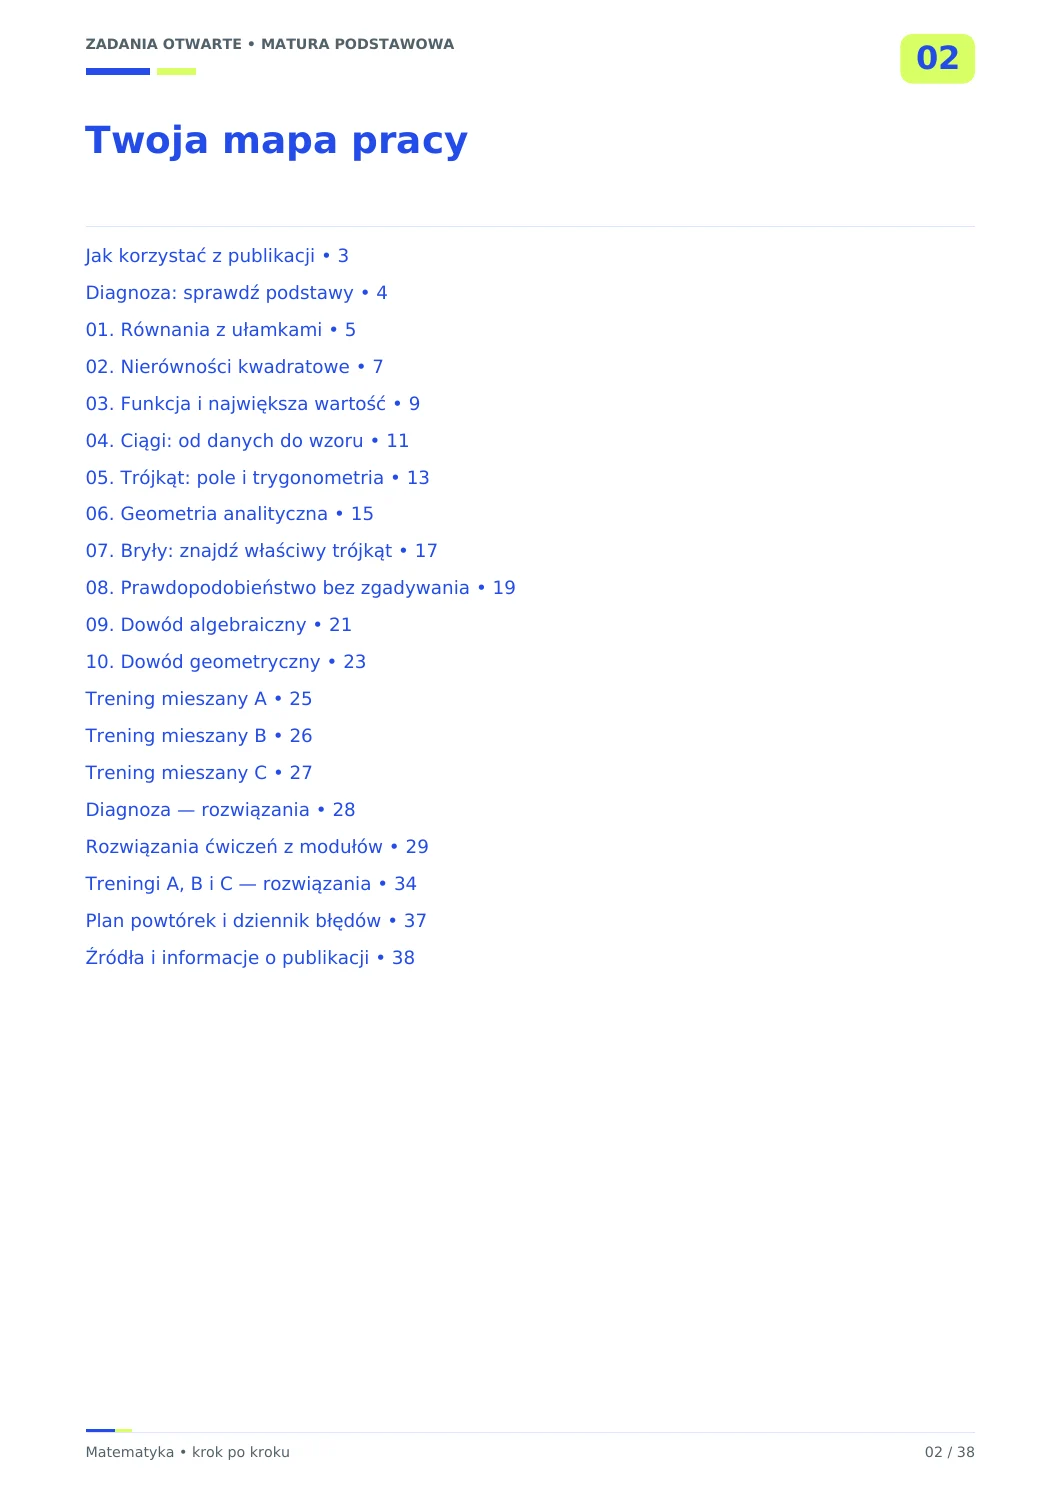 ZADANIA OTWARTE • MATURA PODSTAWOWA
02
Twoja mapa pracy
Jak korzystać z publikacji • 3
Diagnoza: sprawdź podstawy • 4
01. Równania z ułamkami • 5
02. Nierówności kwadratowe • 7
03. Funkcja i największa wartość • 9
04. Ciągi: od danych do wzoru • 11
05. Trójkąt: pole i trygonometria • 13
06. Geometria analityczna • 15
07. Bryły: znajdź właściwy trójkąt • 17
08. Prawdopodobieństwo bez zgadywania • 19
09. Dowód algebraiczny • 21
10. Dowód geometryczny • 23
Trening mieszany A • 25
Trening mieszany B • 26
Trening mieszany C • 27
Diagnoza — rozwiązania • 28
Rozwiązania ćwiczeń z modułów • 29
Treningi A, B i C — rozwiązania • 34
Plan powtórek i dziennik błędów • 37
Źródła i informacje o publikacji • 38
Matematyka • krok po kroku
02 / 38